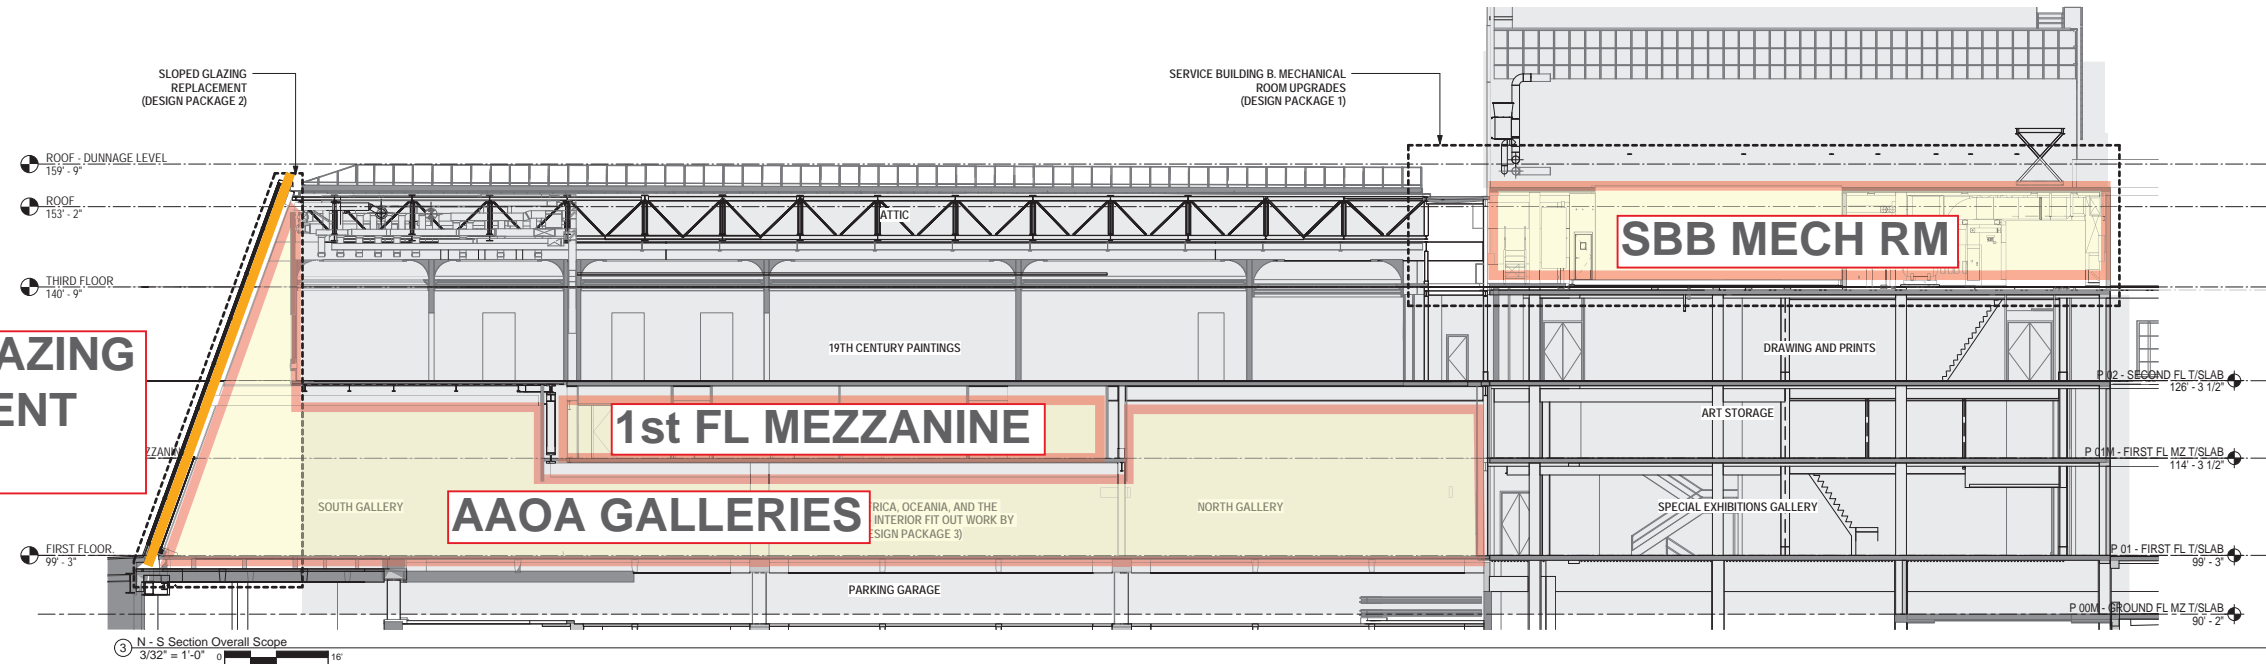 SLOPED GLAZING
REPLACEMENT
(DESIGN PACKAGE 2)
SERVICE BUILDING B. MECHANICAL
ROOM UPGRADES
(DESIGN PACKAGE 1)
ROOF - DUNNAGE LEVEL
159' - 9"
ROOF
153' - 2"
ATTIC
SBB MECH RM
THIRD FLOOR
140' - 9"
19TH CENTURY PAINTINGS
DRAWING AND PRINTS
P 02 - SECOND FL T/SLAB
126' - 3 1/2"
1st FL MEZZANINE
ART STORAGE
P 01M - FIRST FL MZ T/SLAB
114' - 3 1/2"
SOUTH GALLERY
AAOA GALLERIES
OCEANIA, AND THE
INTERIOR FIT OUT WORK BY
PACKAGE 3)
NORTH GALLERY
SPECIAL EXHIBITIONS GALLERY
FIRST FLOOR.
99' - 3"
P 01 - FIRST FL T/SLAB
99' - 3"
PARKING GARAGE
P 00M - GROUND FL MZ T/SLAB
90' - 2"
3
N - S Section Overall Scope
3/32" = 1'-0"
0
16'